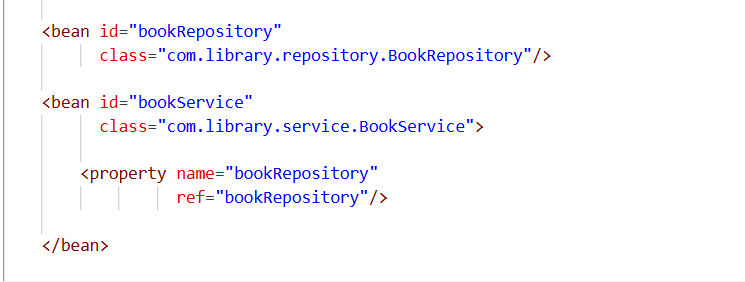 <bean id="bookRepository"
class="com.library.repository.BookRepository"/>
<bean id="bookService"
class="com.library.service.BookService">
<property name="bookRepository"
ref="bookRepository"/>
</bean>